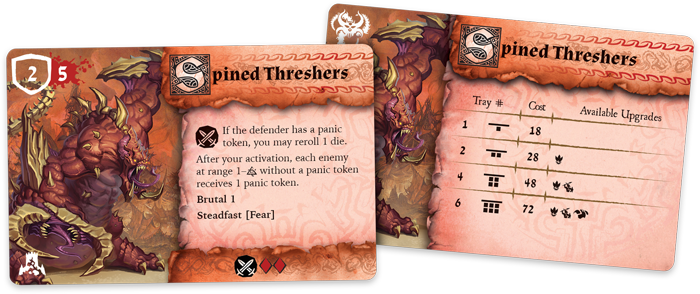 2 5
Spined Threshers
If the defender has a panic
token, you may reroll 1 die.
After your activation, each enemy
at range 1- without a panic token
receives 1 panic token.
Brutal 1
Steadfast [Fear]
Spined Threshers
Tray # Cost Available Upgrades
1 18
2 28
4 48
6 72